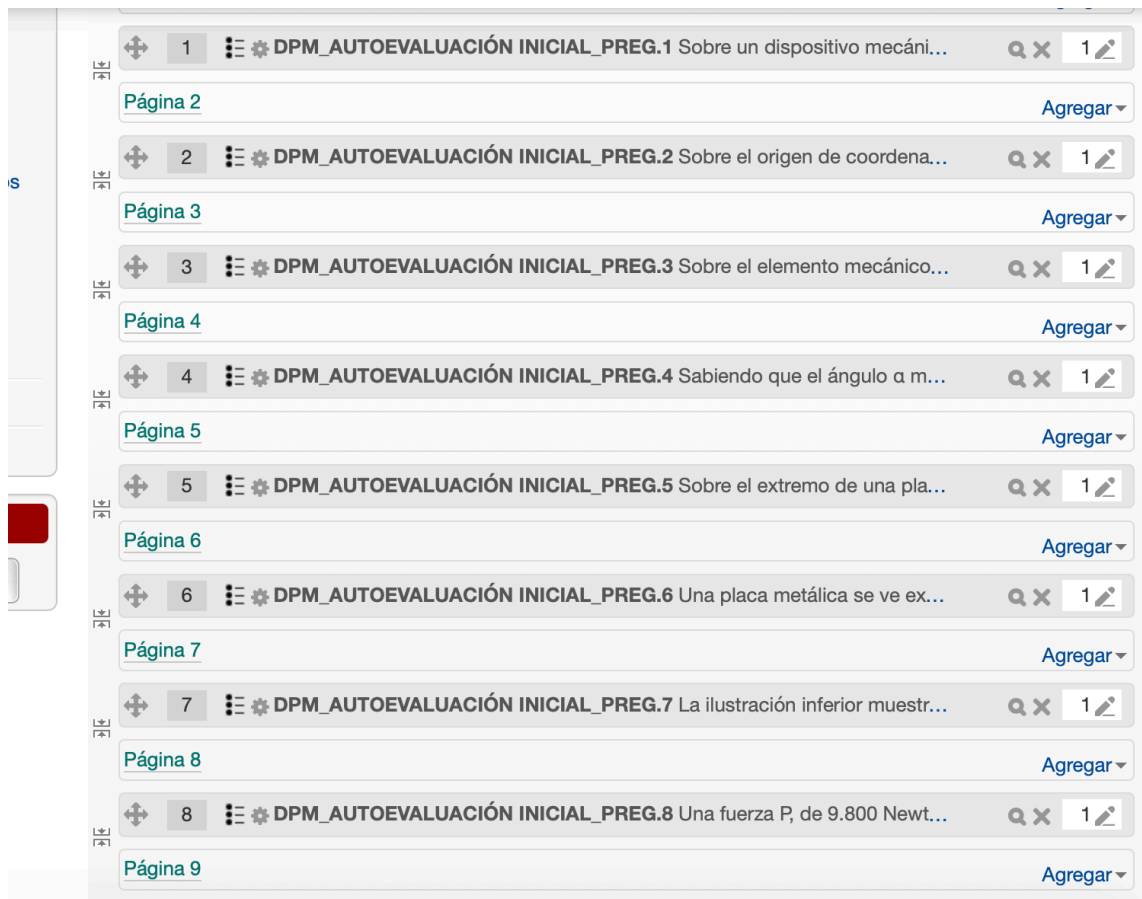 1 DPM_AUTOEVALUACIÓN INICIAL_PREG.1 Sobre un dispositivo mecáni... 1
Página 2 Agregar
2 DPM_AUTOEVALUACIÓN INICIAL_PREG.2 Sobre el origen de coordena... 1
os
Página 3 Agregar
3 DPM_AUTOEVALUACIÓN INICIAL_PREG.3 Sobre el elemento mecánico... 1
Página 4 Agregar
4 DPM_AUTOEVALUACIÓN INICIAL_PREG.4 Sabiendo que el ángulo α m... 1
Página 5 Agregar
5 DPM_AUTOEVALUACIÓN INICIAL_PREG.5 Sobre el extremo de una pla... 1
Página 6 Agregar
6 DPM_AUTOEVALUACIÓN INICIAL_PREG.6 Una placa metálica se ve ex... 1
Página 7 Agregar
7 DPM_AUTOEVALUACIÓN INICIAL_PREG.7 La ilustración inferior muestr... 1
Página 8 Agregar
8 DPM_AUTOEVALUACIÓN INICIAL_PREG.8 Una fuerza P, de 9.800 Newt... 1
Página 9 Agregar